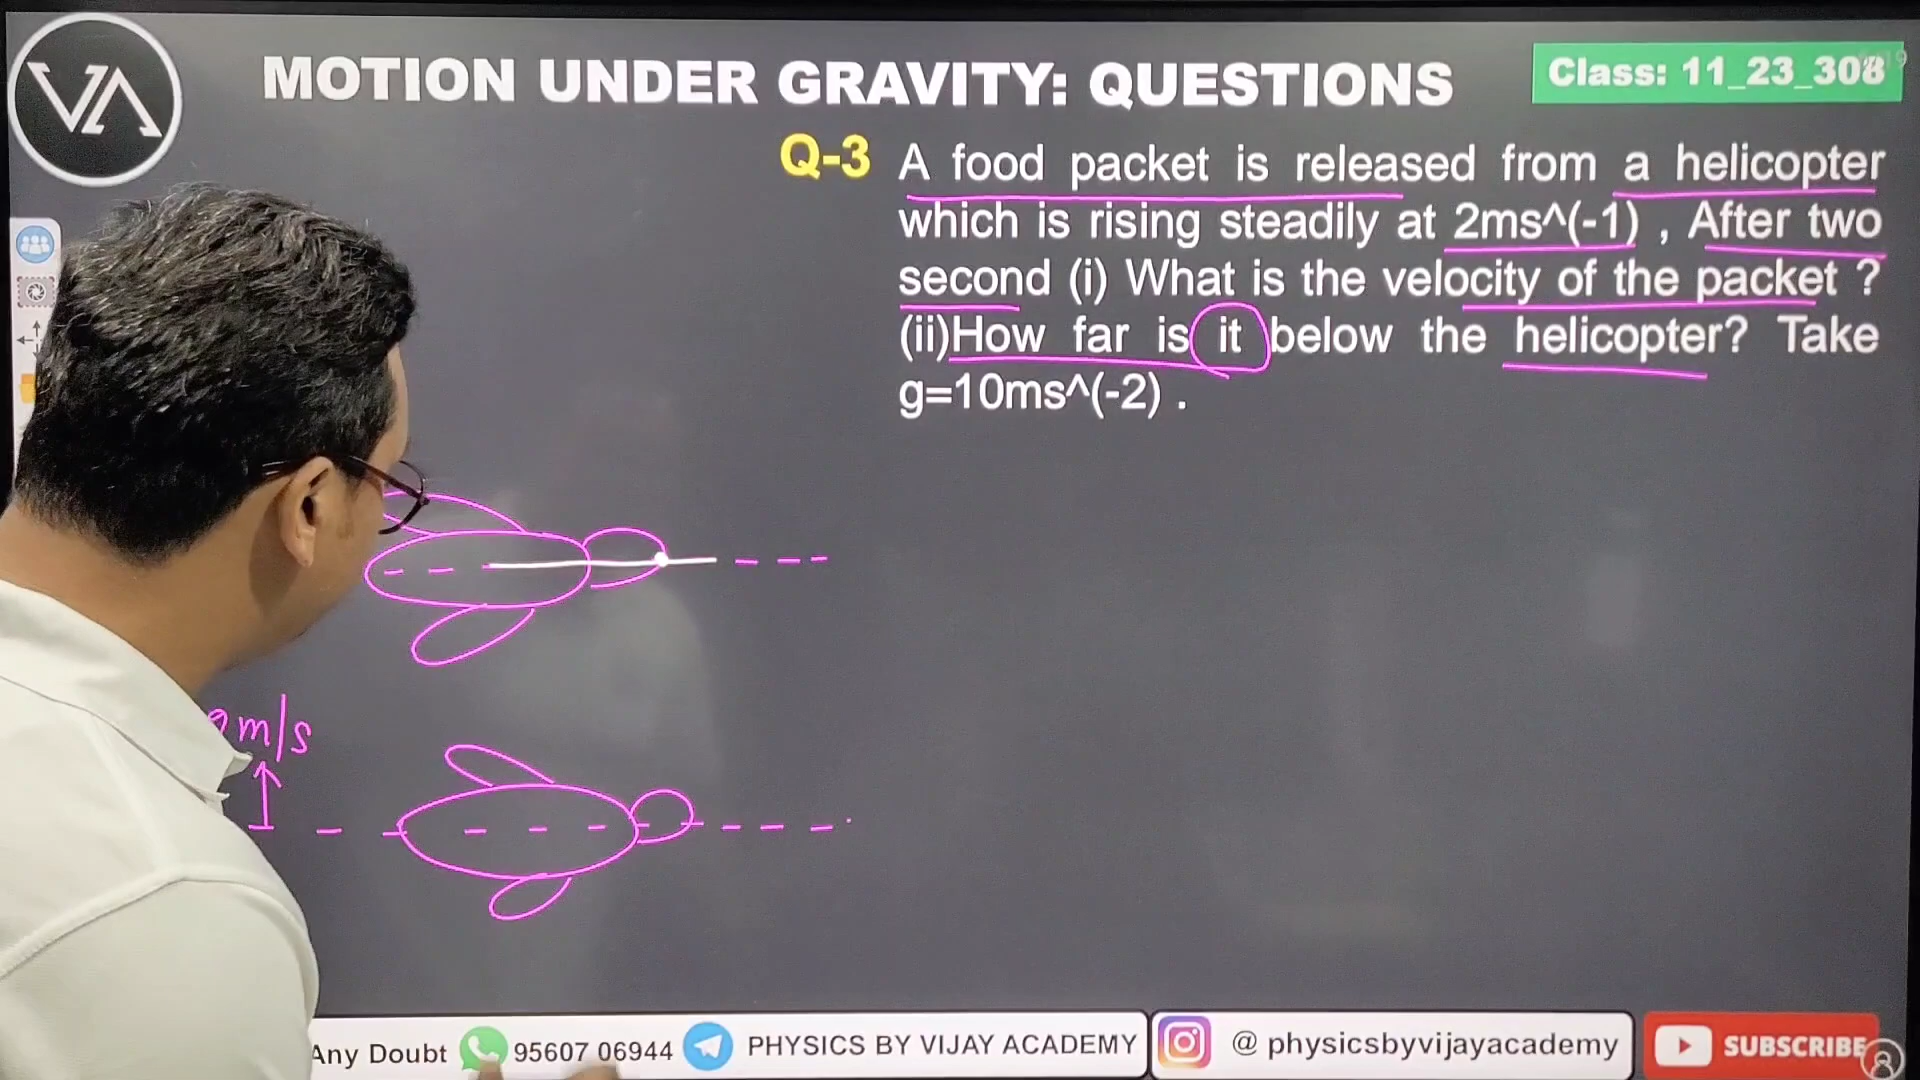 VA
MOTION UNDER GRAVITY: QUESTIONS
Class: 11_23_308
Q-3 A food packet is released from a helicopter
which is rising steadily at 2ms^(-1) , After two
second (i) What is the velocity of the packet ?
(ii)How far is it below the helicopter? Take
g=10ms^(-2) .
m/s
Any Doubt 95607 06944 PHYSICS BY VIJAY ACADEMY @ physicsbyvijayacademy SUBSCRIBE